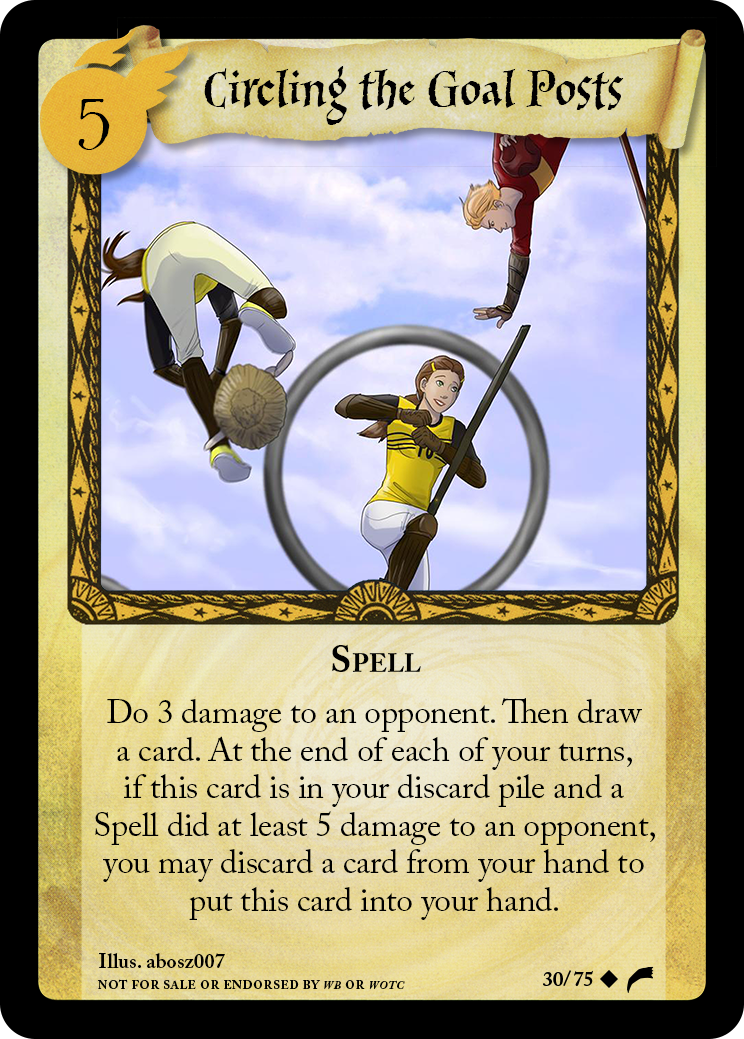 Circling the Goal Posts
5
10
Spell
Do 3 damage to an opponent. Then draw
a card. At the end of each of your turns,
if this card is in your discard pile and a
Spell did at least 5 damage to an opponent,
you may discard a card from your hand to
put this card into your hand.
Illus. abosz007
NOT FOR SALE OR ENDORSED BY WB OR WOTC
30/75